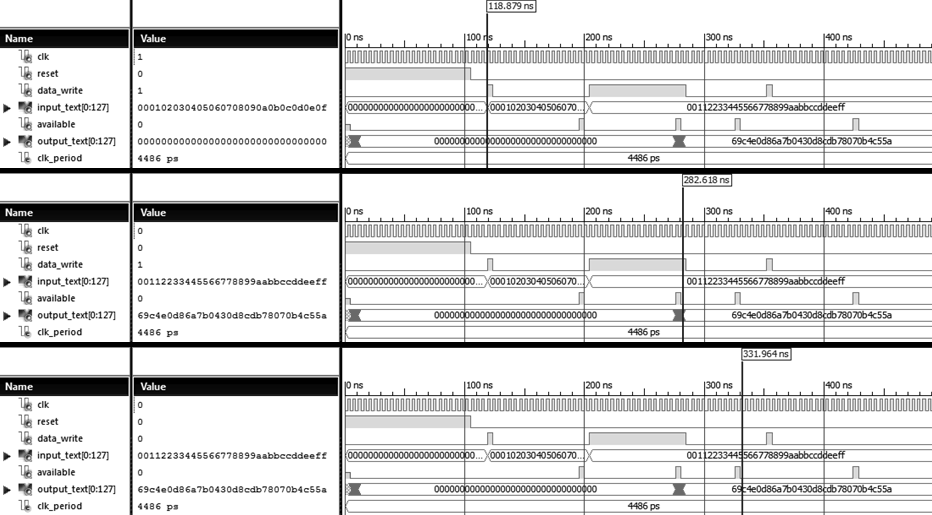 118.879 ns
Name Value 0 ns 100 ns 200 ns 300 ns 400 ns
clk 1
reset 0
data_write 1
input_text[0:127] 000102030405060708090a0b0c0d0e0f 00000000000000000000000... 00010203040506070... 00112233445566778899aabbccddeeff
available 0
output_text[0:127] 00000000000000000000000000000000 00000000000000000000000000000000 69c4e0d86a7b0430d8cdb78070b4c55a
clk_period 4486 ps 4486 ps
282.618 ns
Name Value 0 ns 100 ns 200 ns 300 ns 400 ns
clk 0
reset 0
data_write 1
input_text[0:127] 00112233445566778899aabbccddeeff 00000000000000000000000... 00010203040506070... 00112233445566778899aabbccddeeff
available 0
output_text[0:127] 69c4e0d86a7b0430d8cdb78070b4c55a 00000000000000000000000000000000 69c4e0d86a7b0430d8cdb78070b4c55a
clk_period 4486 ps 4486 ps
331.964 ns
Name Value 0 ns 100 ns 200 ns 300 ns 400 ns
clk 0
reset 0
data_write 0
input_text[0:127] 00112233445566778899aabbccddeeff 00000000000000000000000... 00010203040506070... 00112233445566778899aabbccddeeff
available 0
output_text[0:127] 69c4e0d86a7b0430d8cdb78070b4c55a 00000000000000000000000000000000 69c4e0d86a7b0430d8cdb78070b4c55a
clk_period 4486 ps 4486 ps